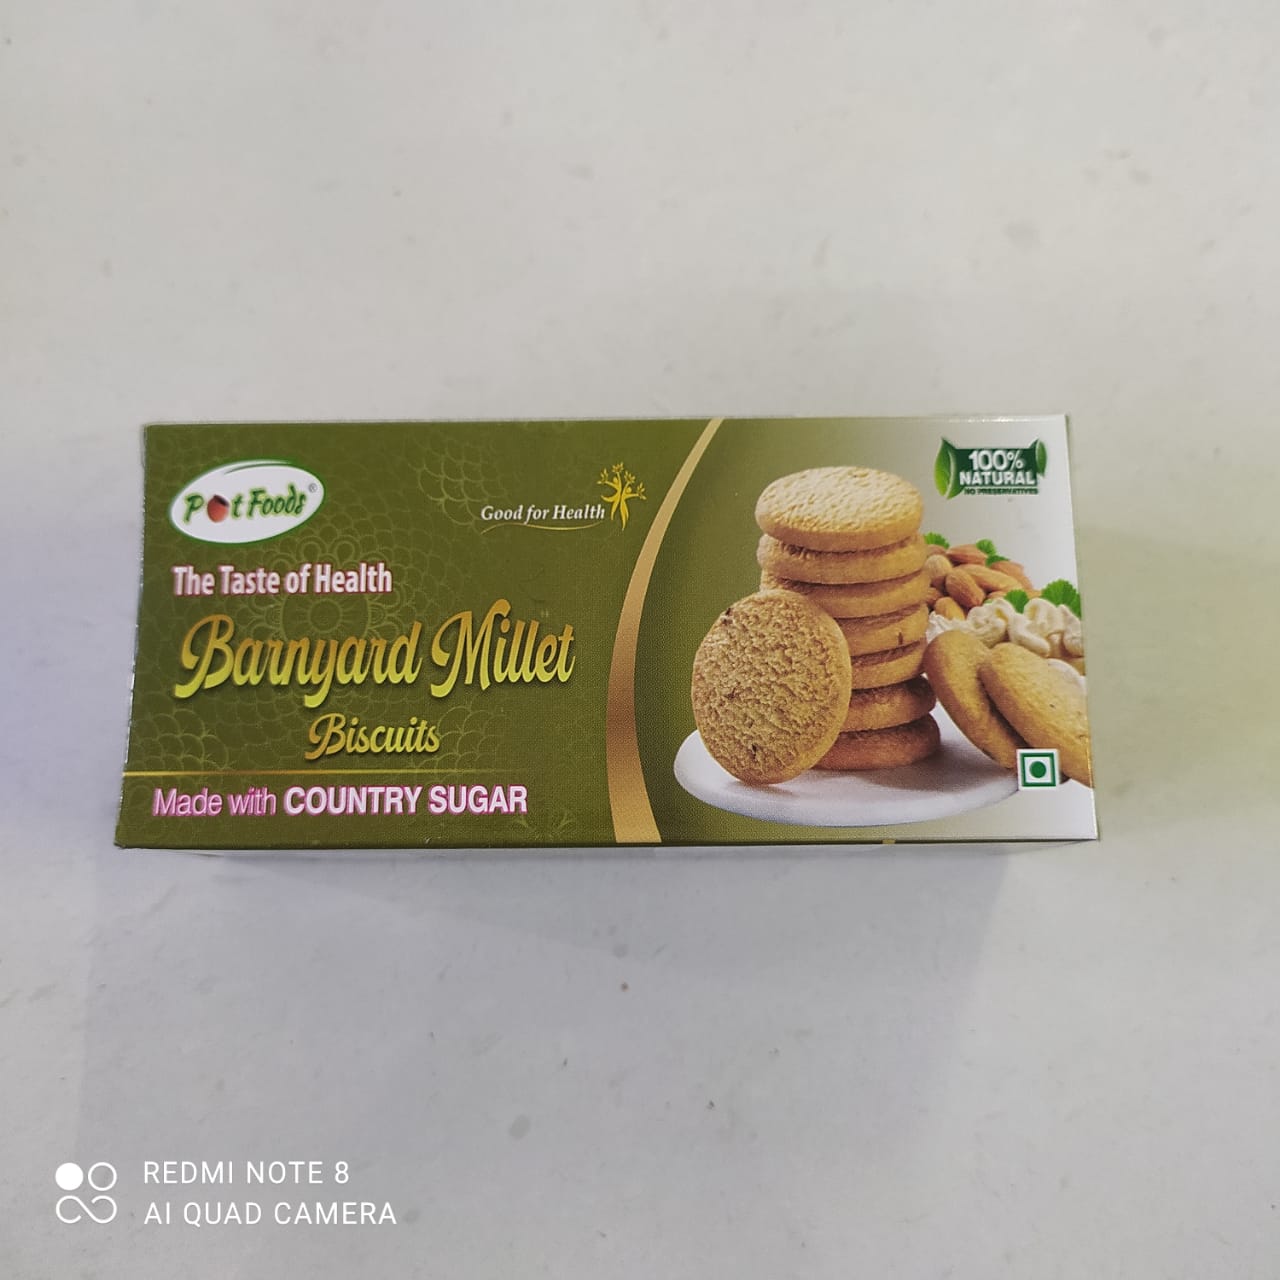 Pot Foods®
Good for Health
100%
NATURAL
NO PRESERVATIVES
The Taste of Health
Barnyard Millet
Biscuits
Made with COUNTRY SUGAR
REDMI NOTE 8
AI QUAD CAMERA